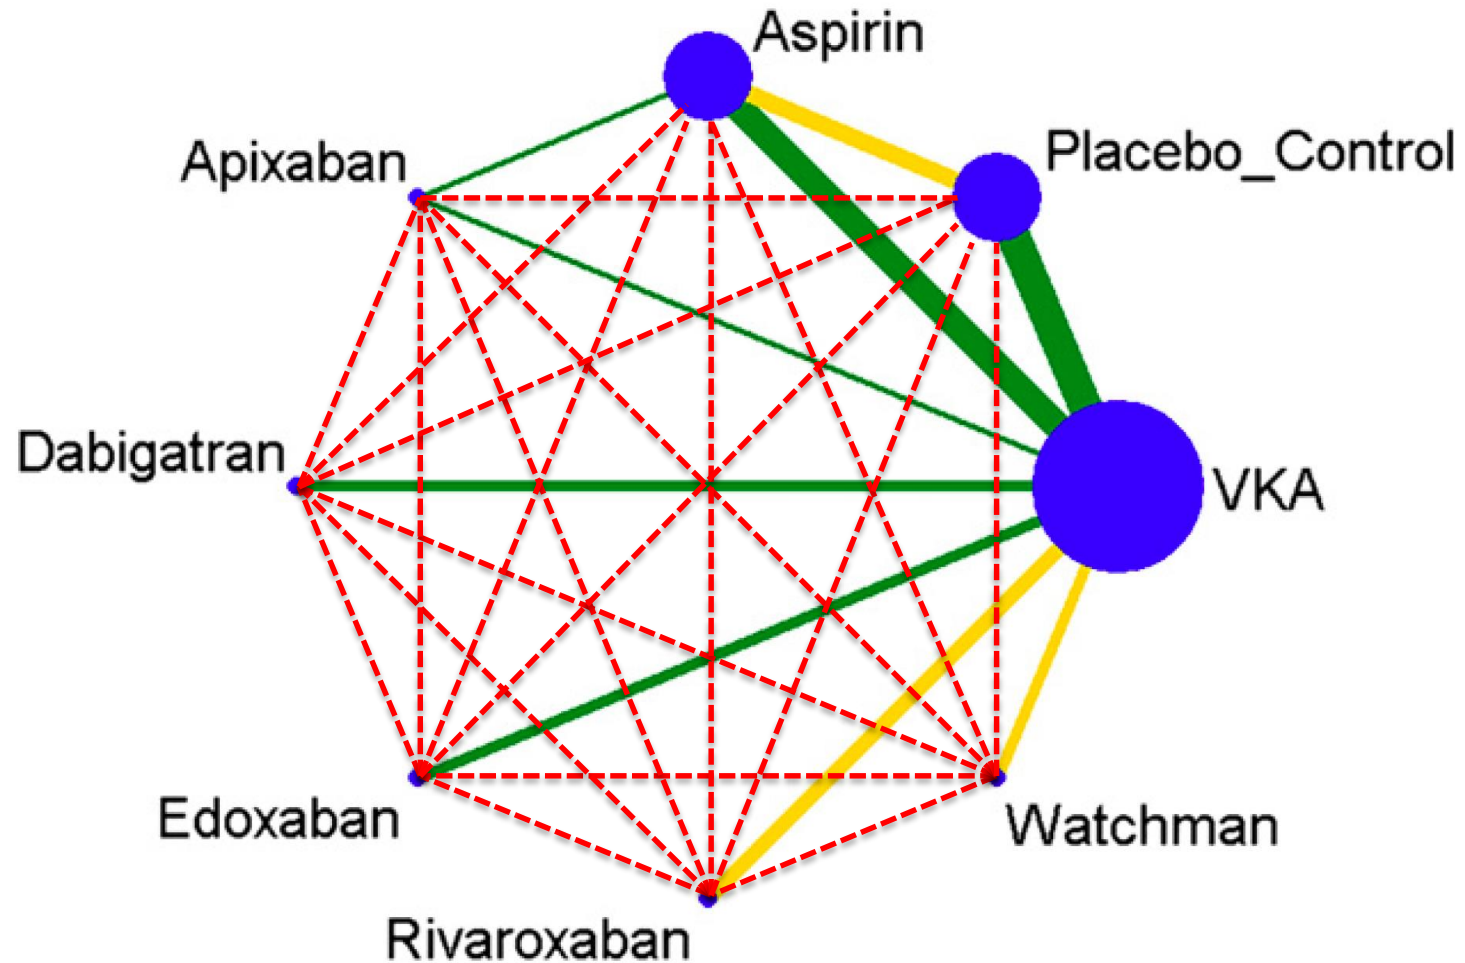 Aspirin
Placebo_Control
Apixaban
Dabigatran
VKA
Edoxaban
Watchman
Rivaroxaban